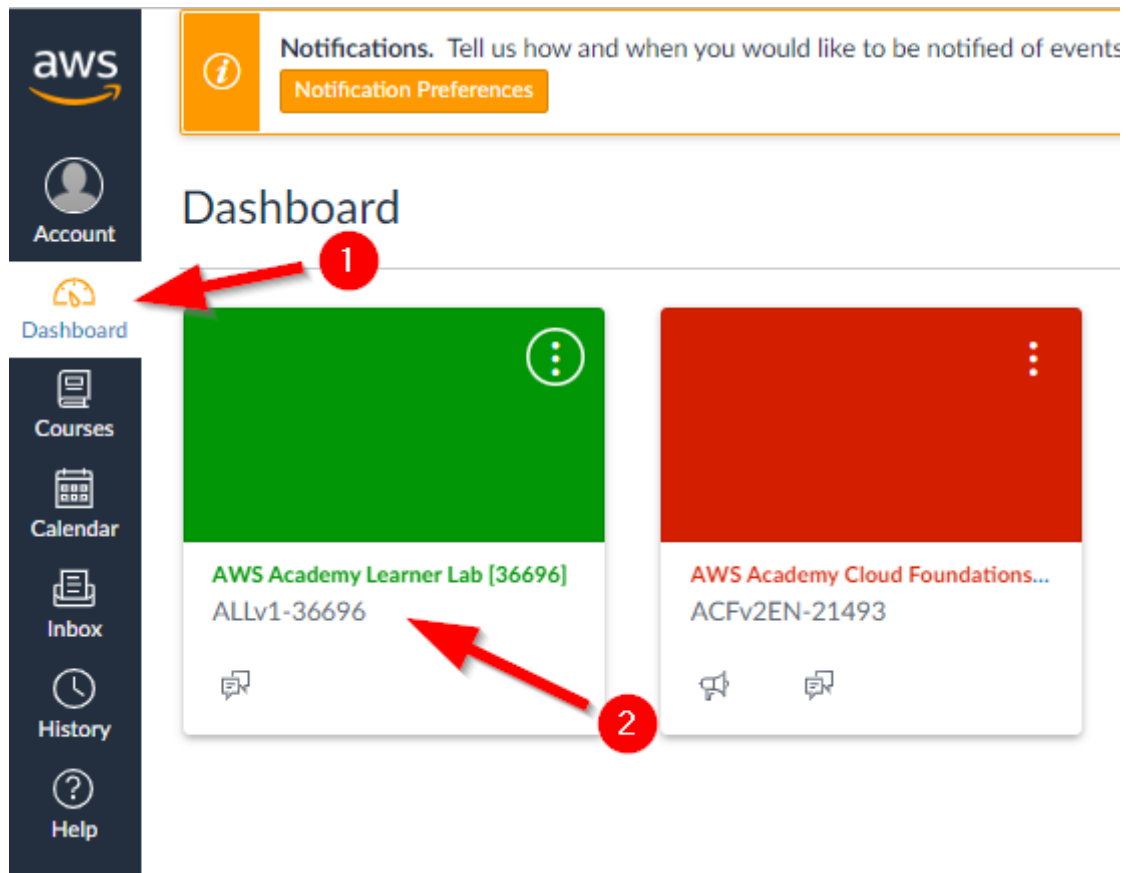 aws
Notifications. Tell us how and when you would like to be notified of events
Notification Preferences
Account
Dashboard
1
Dashboard
Courses
Calendar
Inbox
History
Help
AWS Academy Learner Lab [36696]
ALLv1-36696
2
AWS Academy Cloud Foundations...
ACFv2EN-21493